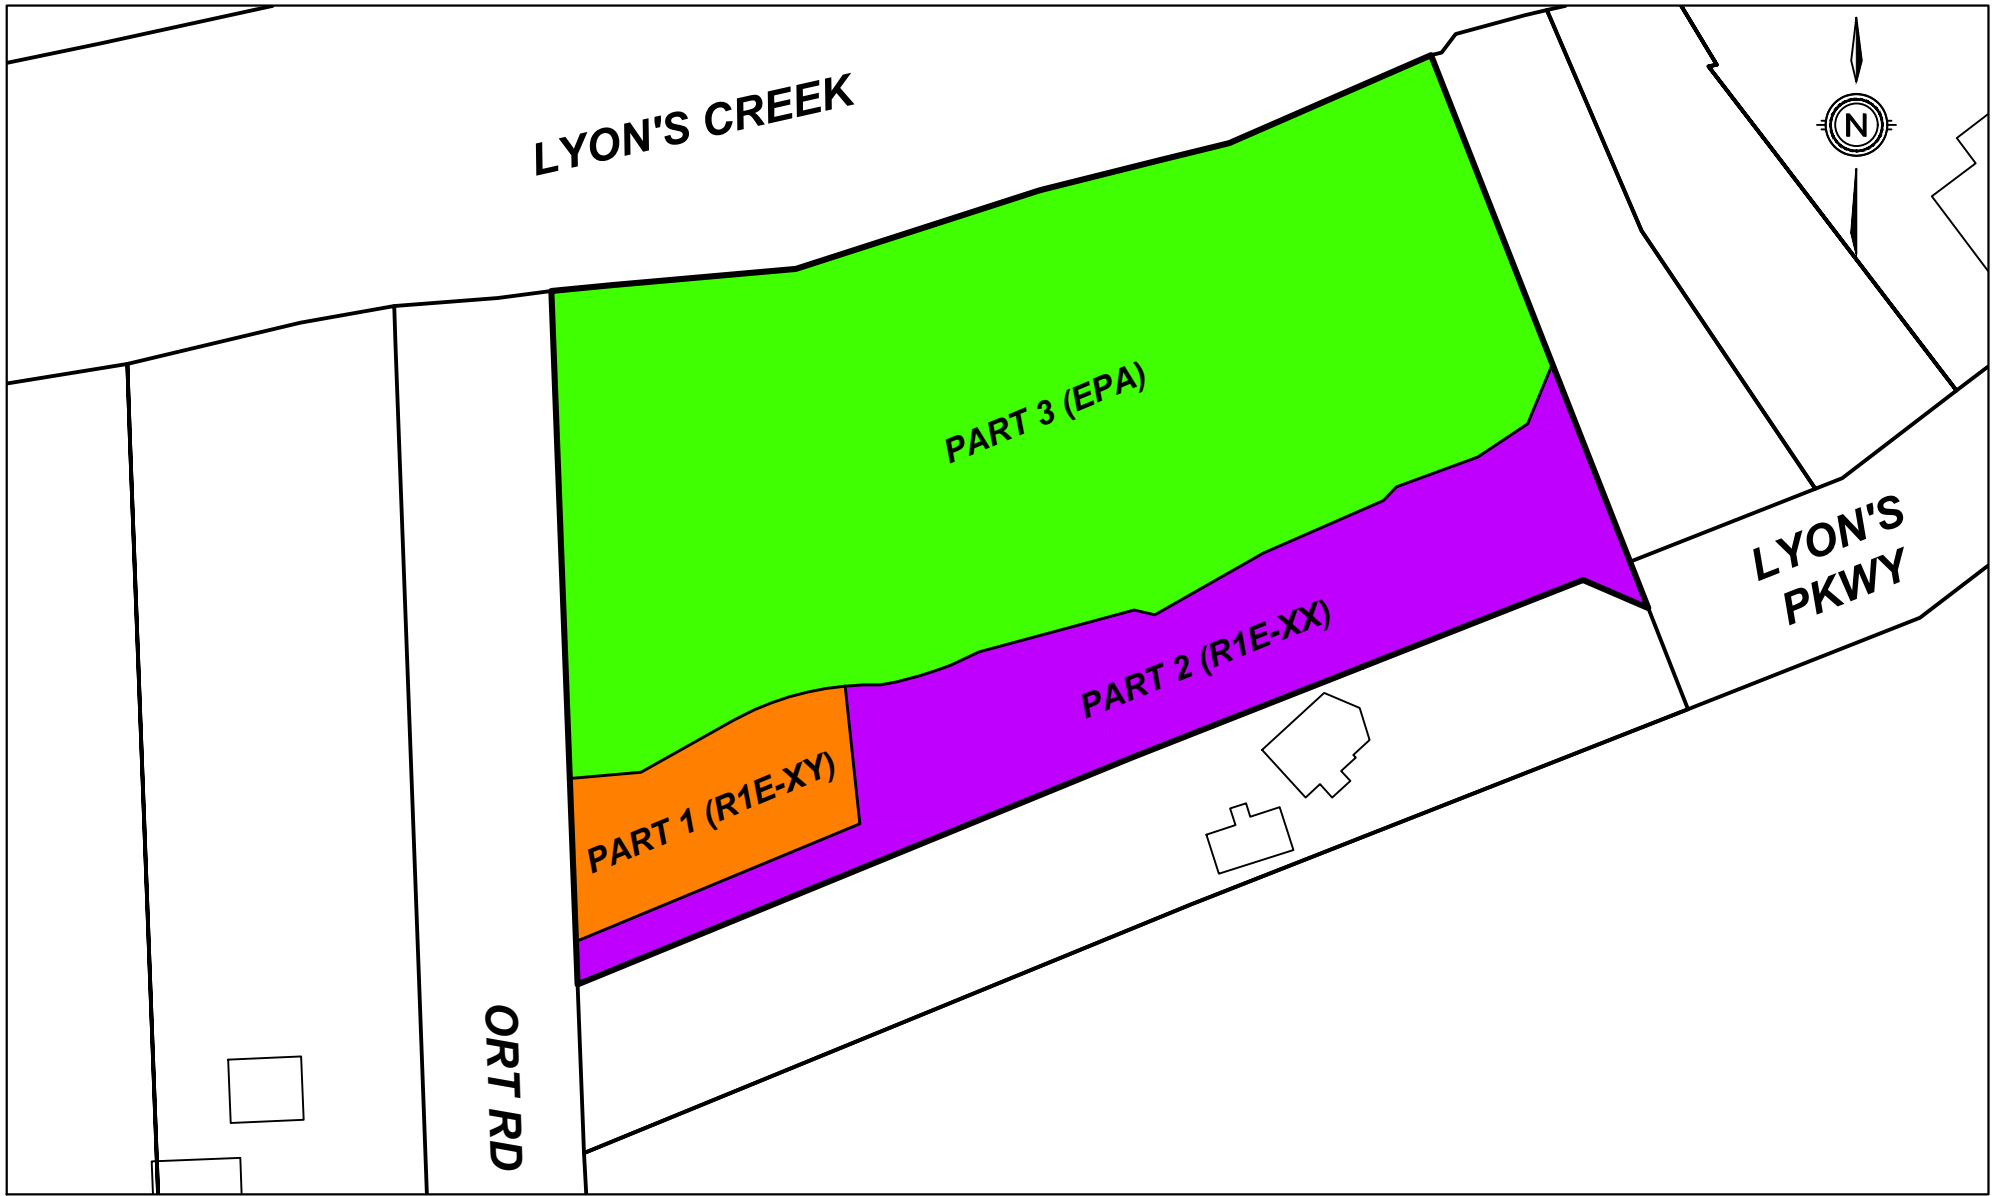 LYON'S CREEK
N
PART 3 (EPA)
LYON'S
PKWY
PART 2 (R1E-XX)
PART 1 (R1E-XY)
ORT RD